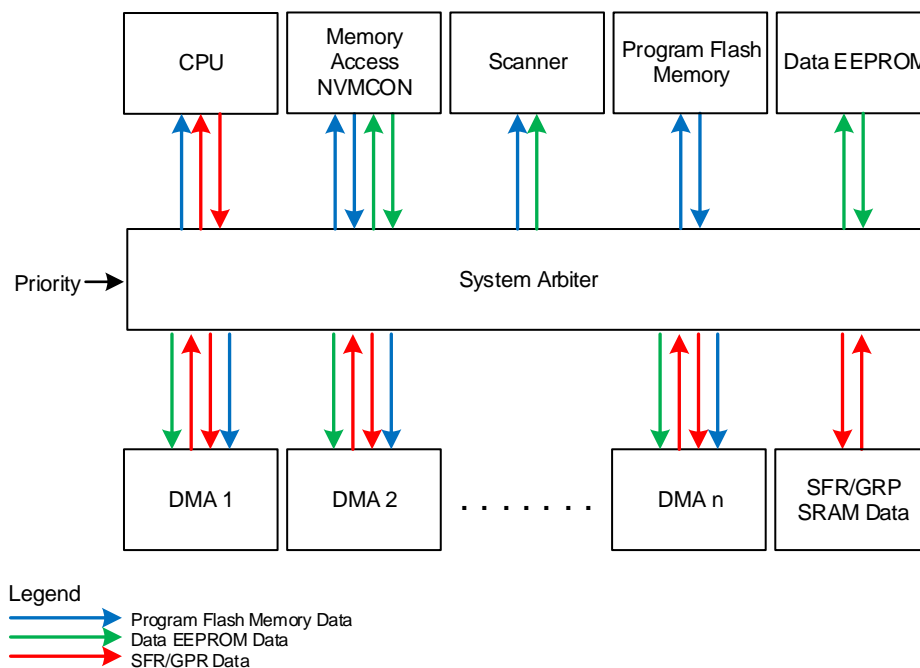 CPU
Memory
Access
NVMCON
Scanner
Program Flash
Memory
Data EEPROM
Priority
System Arbiter
DMA 1
DMA 2
. . . . . . .
DMA n
SFR/GRP
SRAM Data
Legend
Program Flash Memory Data
Data EEPROM Data
SFR/GPR Data